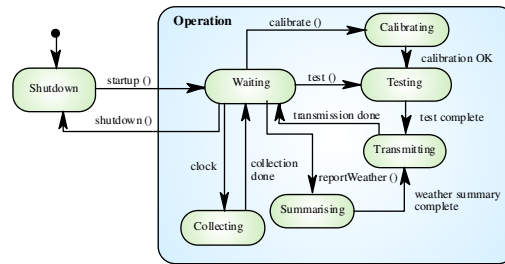 Operation
calibrate ()
Calibrating
calibration OK
Shutdown
startup ()
Waiting
test ()
Testing
shutdown ()
transmission done
test complete
Transmitting
clock
collection
done
reportWeather ()
weather summary
complete
Summarising
Collecting